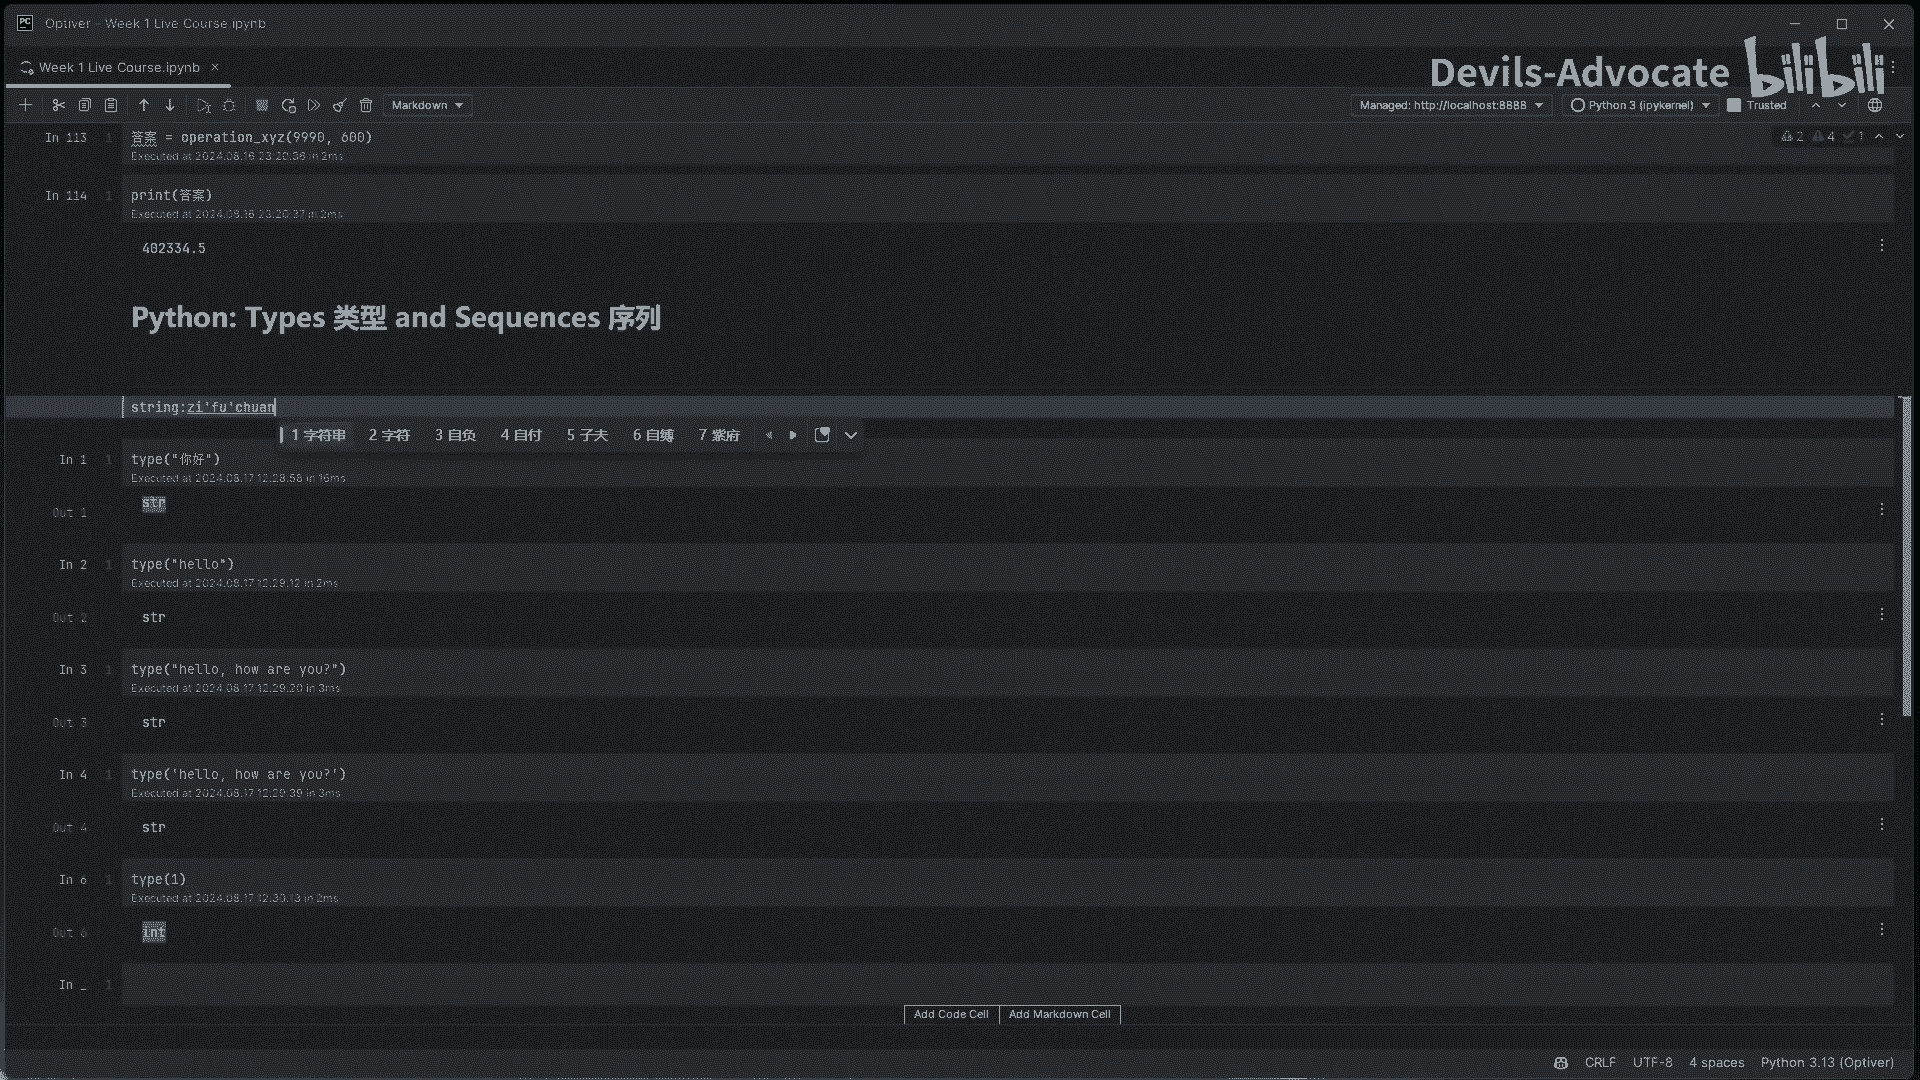 Optiver - Week 1 Live Course.ipynb
Week 1 Live Course.ipynb
Devils-Advocate bilibili
Markdown
Managed: http://localhost:8888
Python 3 (ipykernel)
Trusted
In 113 1 答案 = operation_xyz(9990, 600)
Executed at 2024.08.16 23:20:36 in 2ms
2 4 1
In 114 1 print(答案)
Executed at 2024.08.16 23:20:37 in 2ms
402334.5
Python: Types 类型 and Sequences 序列
string:zi'fu'chuan
1 字符串 2 字符 3 自负 4 自付 5 子夫 6 自缚 7 紫府
In 1 1 type("你好")
Executed at 2024.08.17 12:28:58 in 16ms
Out 1 str
In 2 1 type("hello")
Executed at 2024.08.17 12:29:12 in 2ms
Out 2 str
In 3 1 type("hello, how are you?")
Executed at 2024.08.17 12:29:20 in 3ms
Out 3 str
In 4 1 type('hello, how are you?')
Executed at 2024.08.17 12:29:39 in 3ms
Out 4 str
In 6 1 type(1)
Executed at 2024.08.17 12:30:13 in 2ms
Out 6 int
In _ 1
Add Code Cell Add Markdown Cell
CRLF UTF-8 4 spaces Python 3.13 (Optiver)